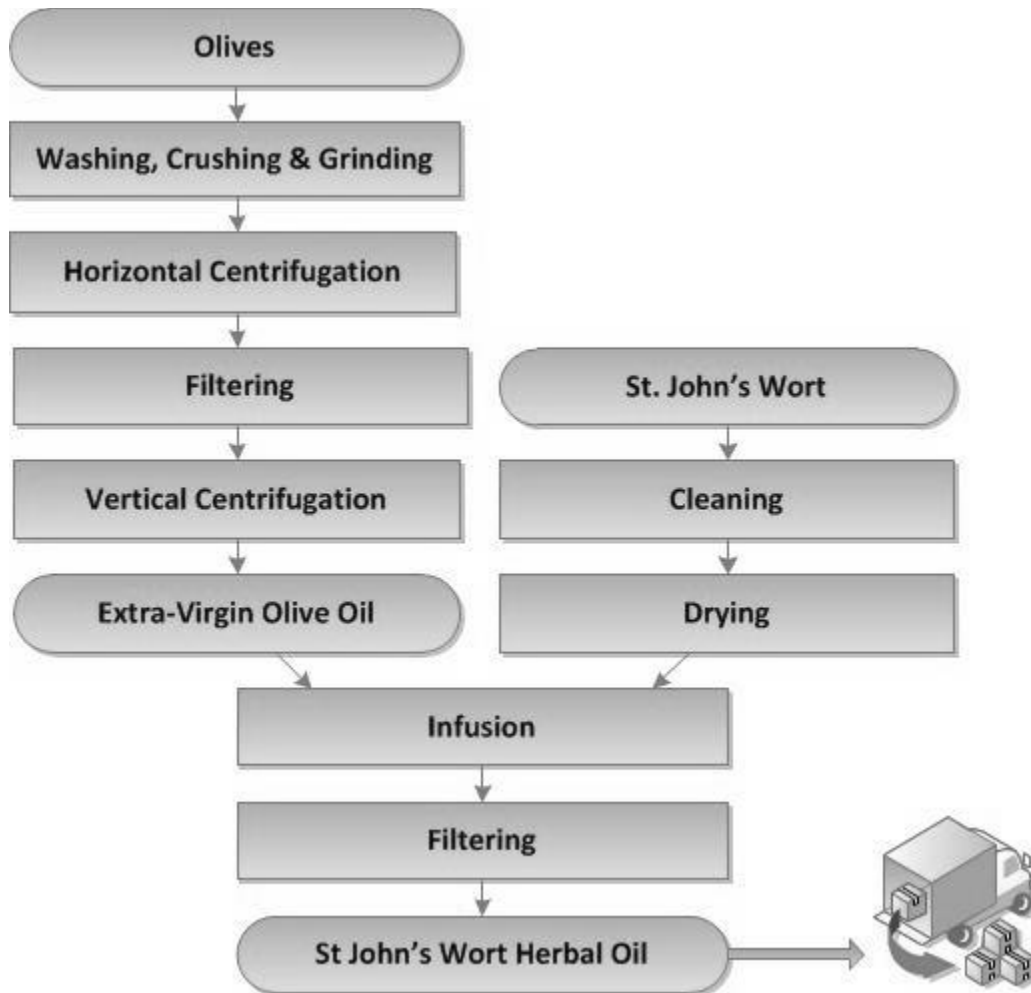 Olives
Washing, Crushing & Grinding
Horizontal Centrifugation
Filtering
St. John's Wort
Vertical Centrifugation
Cleaning
Extra-Virgin Olive Oil
Drying
Infusion
Filtering
St John's Wort Herbal Oil